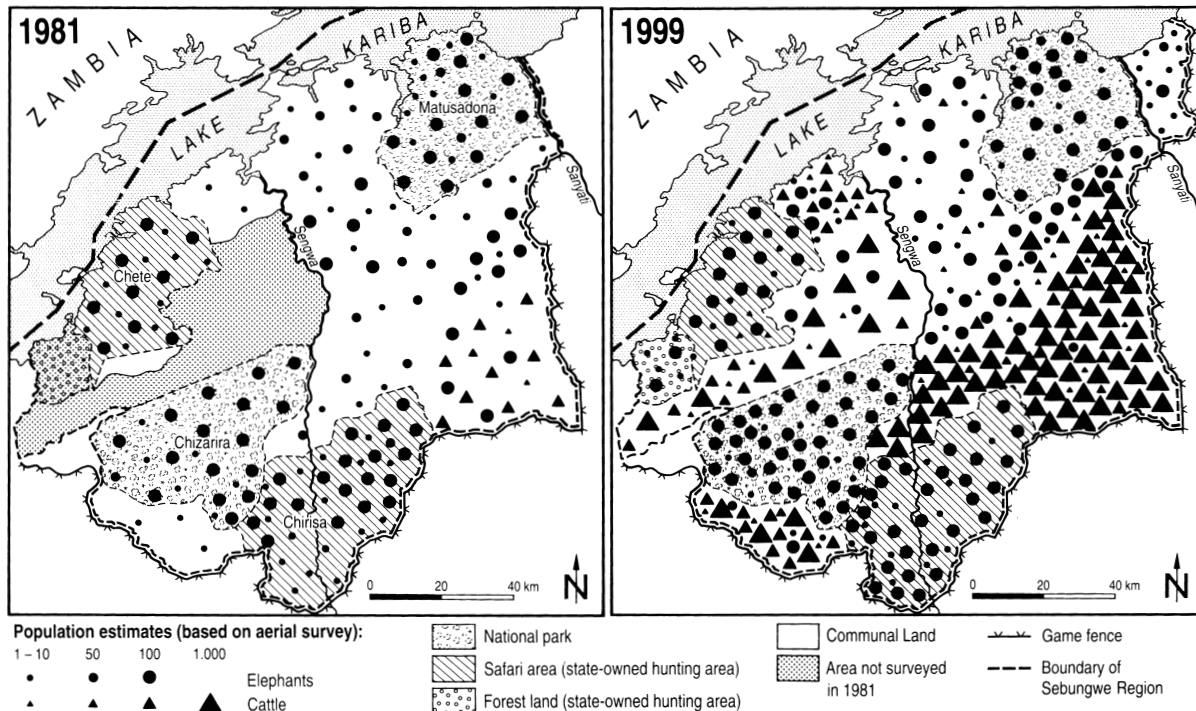 1981
ZAMBIA
LAKE
KARIBA
Matusadona
Sengwa
Sanyati
Chete
Chizarira
Chirisa
0 20 40 km
N
1999
ZAMBIA
LAKE
KARIBA
Sanyati
Sengwa
0 20 40 km
N
Population estimates (based on aerial survey):
1 – 10 50 100 1.000
Elephants
Cattle
National park
Safari area (state-owned hunting area)
Forest land (state-owned hunting area)
Communal Land
Area not surveyed
in 1981
Game fence
Boundary of
Sebungwe Region